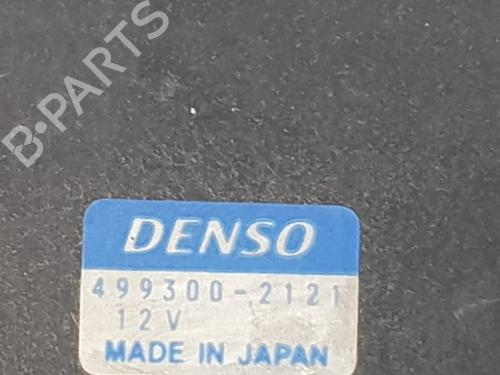 B·PARTS
DENSO
499300-2121
12V
MADE IN JAPAN